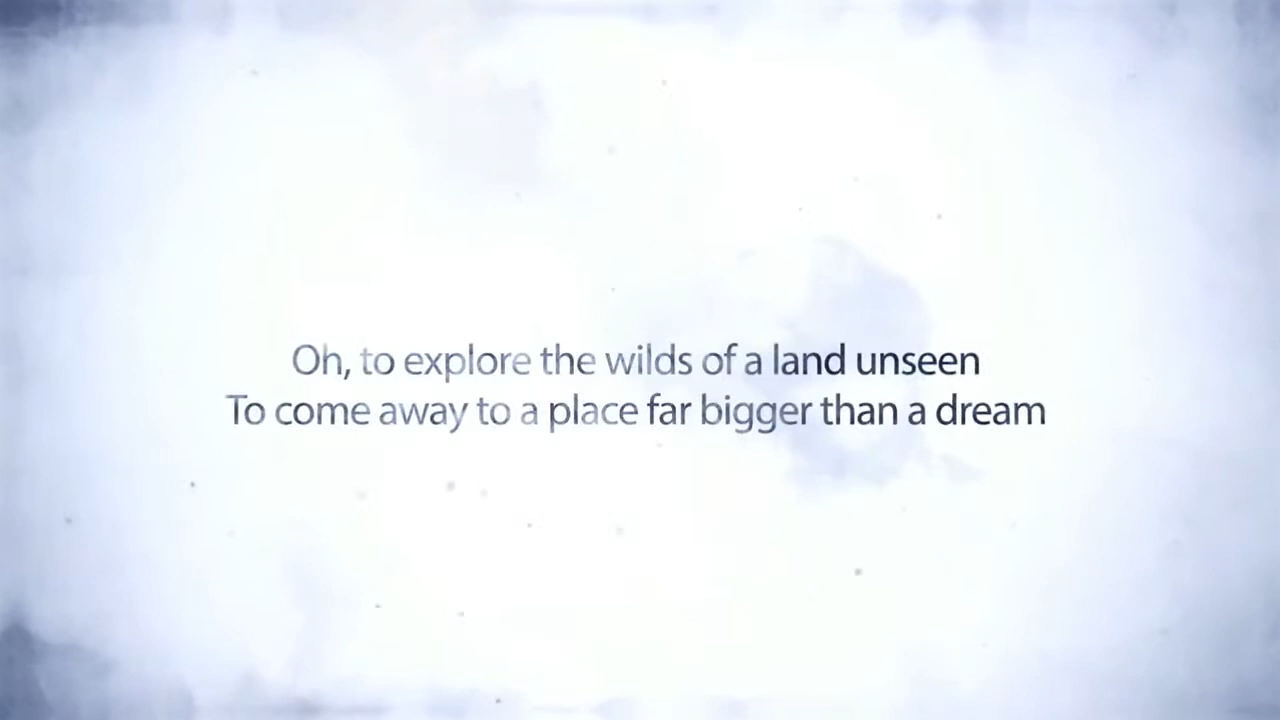 Oh, to explore the wilds of a land unseen
To come away to a place far bigger than a dream